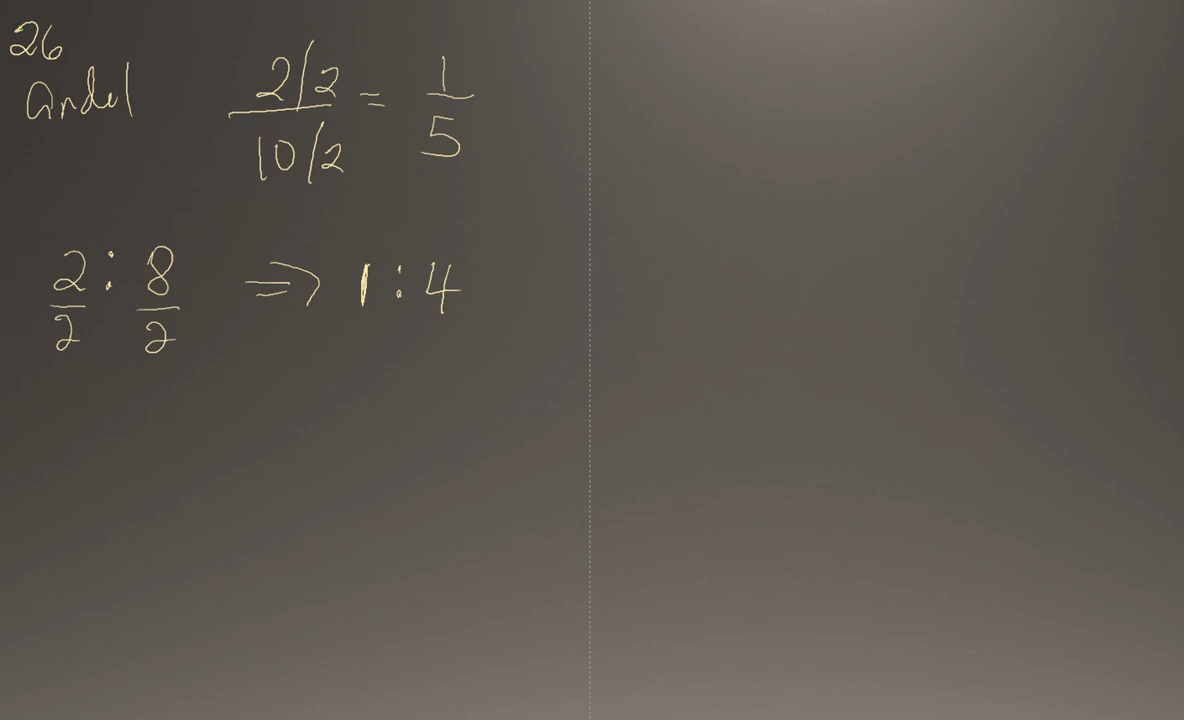 26
andel 2/2 / 10/2 = 1/5
2/2 : 8/2 ⇒ 1 : 4